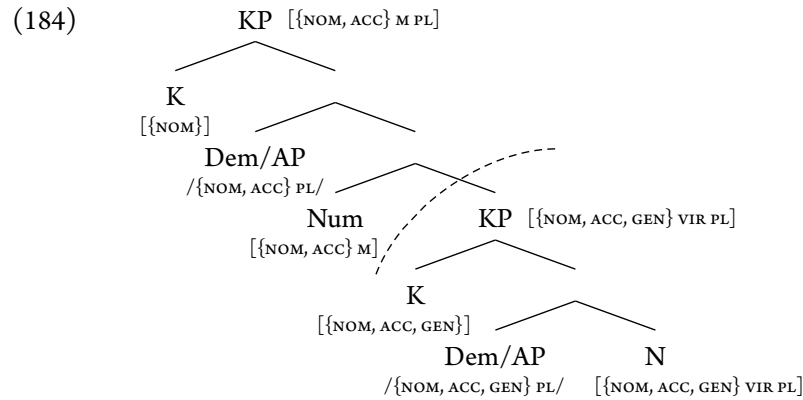 (184)
KP [{NOM, ACC} M PL]
K
[{NOM}]
Dem/AP
/{NOM, ACC} PL/
Num
[{NOM, ACC} M]
KP [{NOM, ACC, GEN} VIR PL]
K
[{NOM, ACC, GEN}]
Dem/AP N
/{NOM, ACC, GEN} PL/ [{NOM, ACC, GEN} VIR PL]